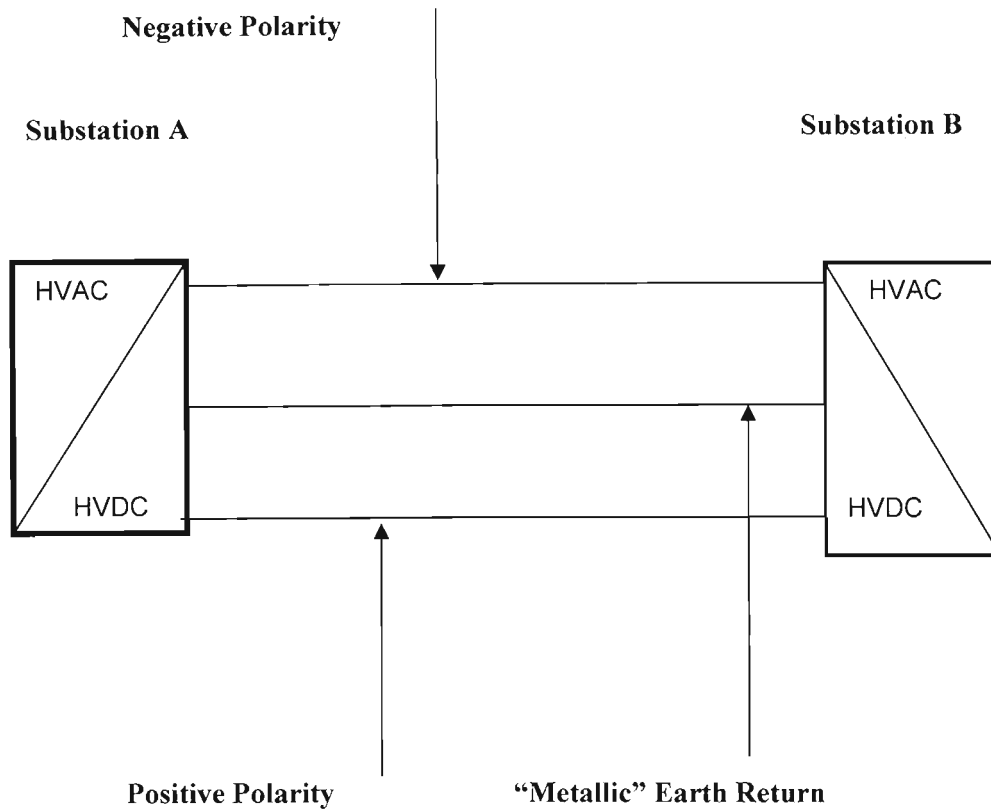 Negative Polarity
Substation A
Substation B
HVAC
HVAC
HVDC
HVDC
Positive Polarity
“Metallic” Earth Return